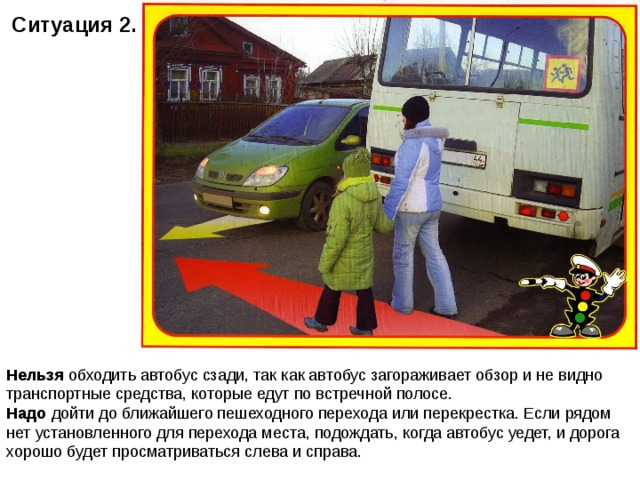 Ситуация 2.
44
Нельзя обходить автобус сзади, так как автобус загораживает обзор и не видно
транспортные средства, которые едут по встречной полосе.
Надо дойти до ближайшего пешеходного перехода или перекрестка. Если рядом
нет установленного для перехода места, подождать, когда автобус уедет, и дорога
хорошо будет просматриваться слева и справа.